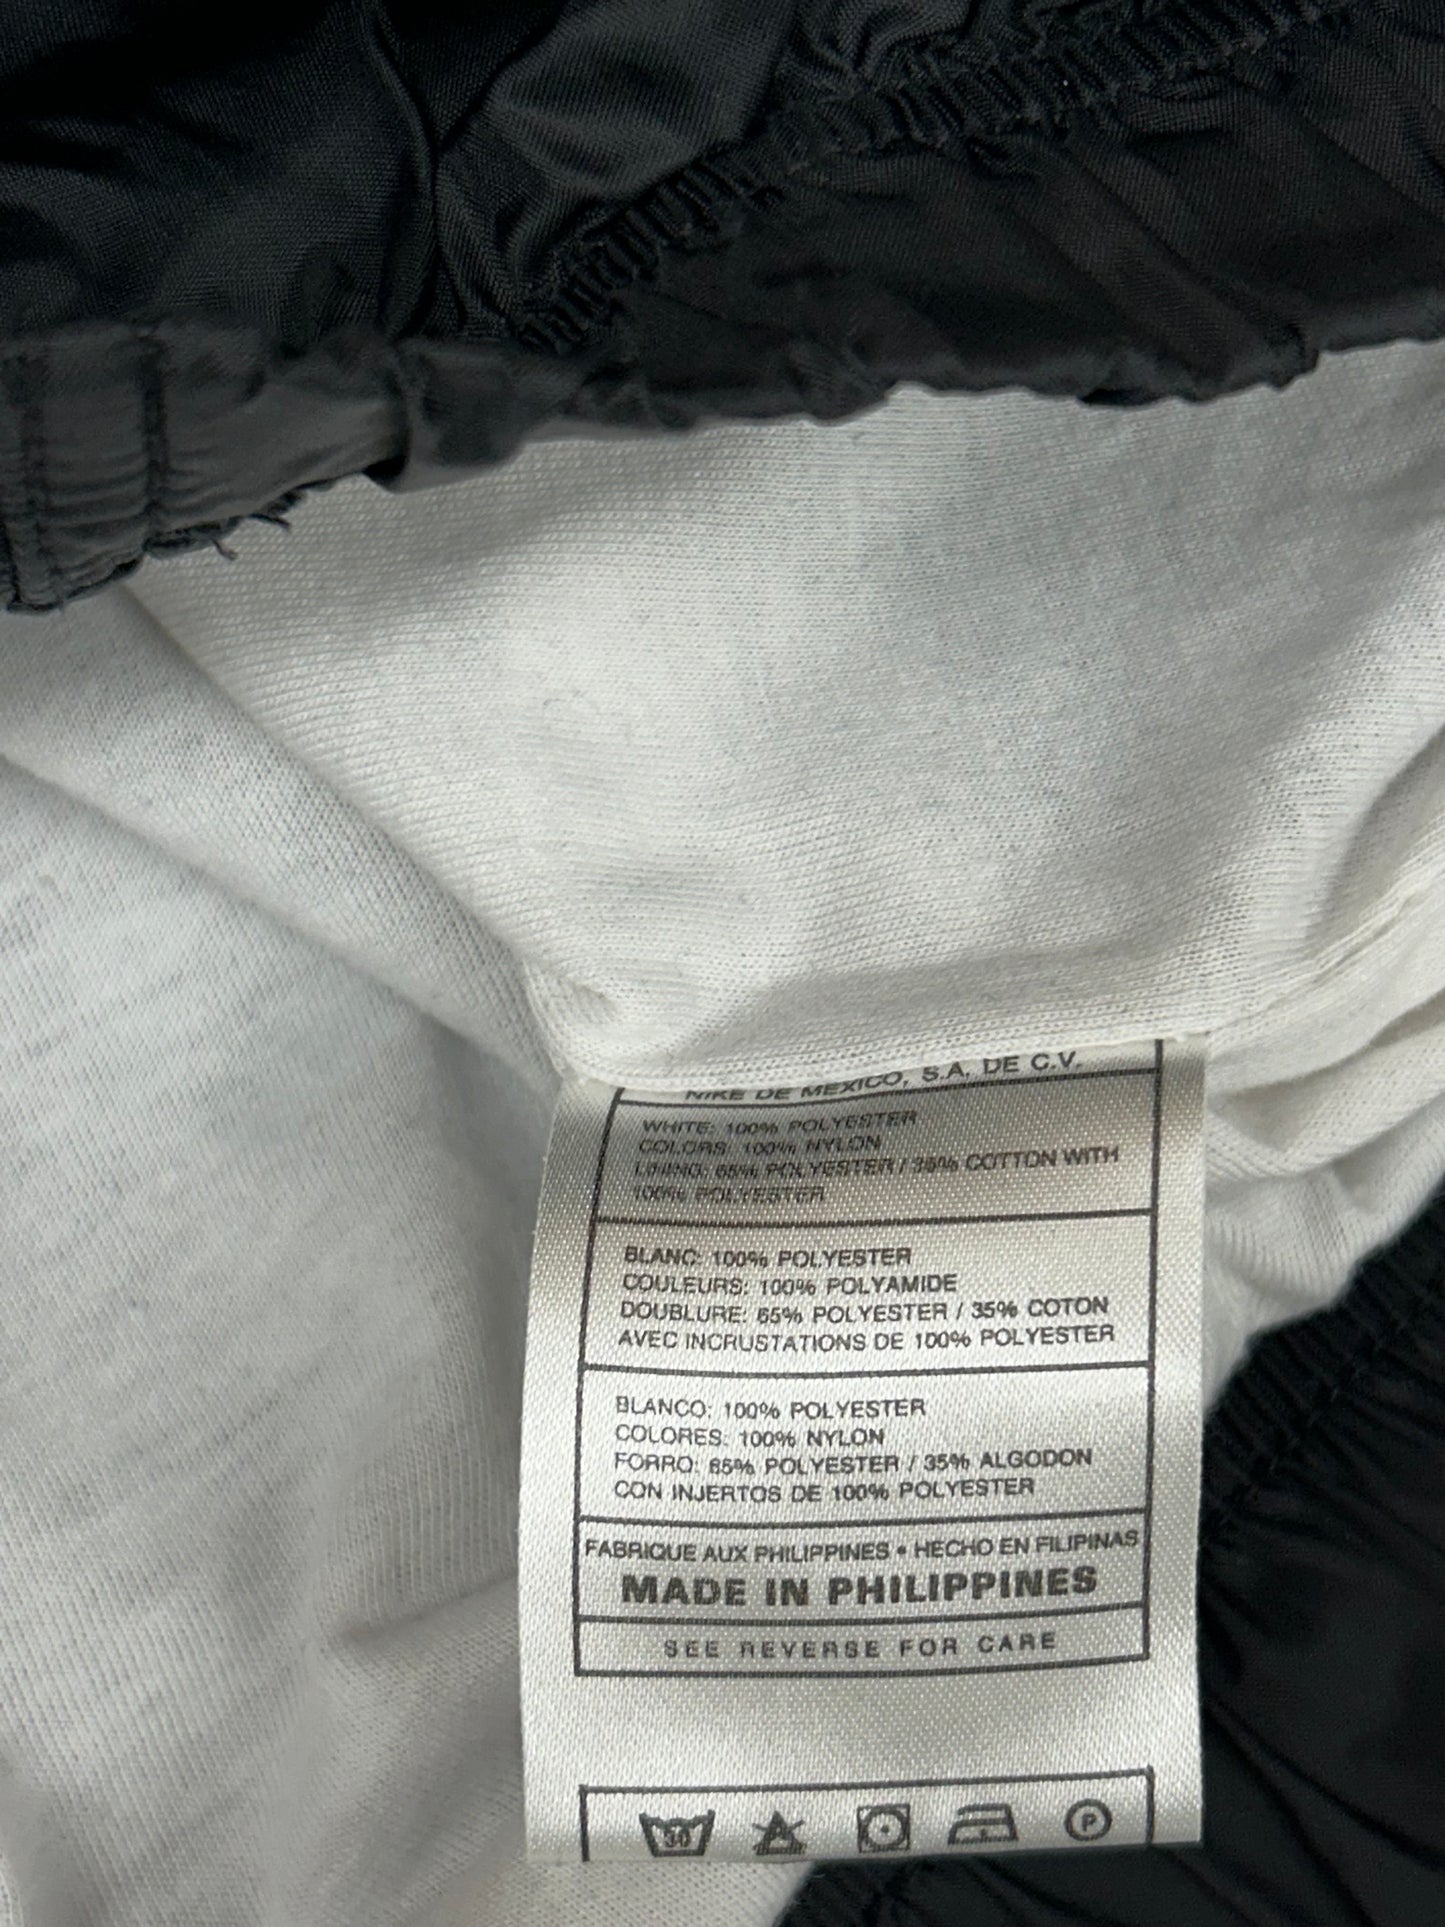 NIKE DE MEXICO, S.A. DE C.V.
WHITE: 100% POLYESTER
COLORS: 100% NYLON
LINING: 65% POLYESTER / 35% COTTON WITH
100% POLYESTER
BLANC: 100% POLYESTER
COULEURS: 100% POLYAMIDE
DOUBLURE: 65% POLYESTER / 35% COTON
AVEC INCRUSTATIONS DE 100% POLYESTER
BLANCO: 100% POLYESTER
COLORES: 100% NYLON
FORRO: 65% POLYESTER / 35% ALGODON
CON INJERTOS DE 100% POLYESTER
FABRIQUE AUX PHILIPPINES • HECHO EN FILIPINAS
MADE IN PHILIPPINES
SEE REVERSE FOR CARE
30 A P